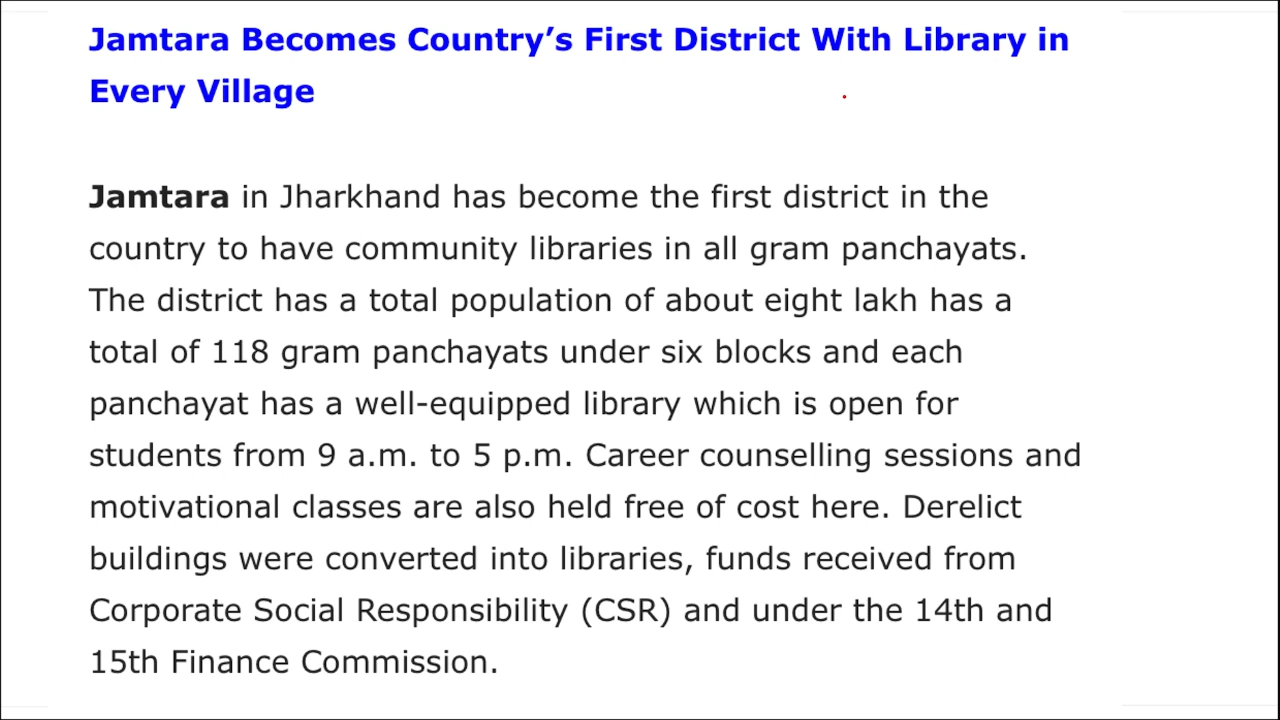 Jamtara Becomes Country’s First District With Library in
Every Village
Jamtara in Jharkhand has become the first district in the
country to have community libraries in all gram panchayats.
The district has a total population of about eight lakh has a
total of 118 gram panchayats under six blocks and each
panchayat has a well-equipped library which is open for
students from 9 a.m. to 5 p.m. Career counselling sessions and
motivational classes are also held free of cost here. Derelict
buildings were converted into libraries, funds received from
Corporate Social Responsibility (CSR) and under the 14th and
15th Finance Commission.